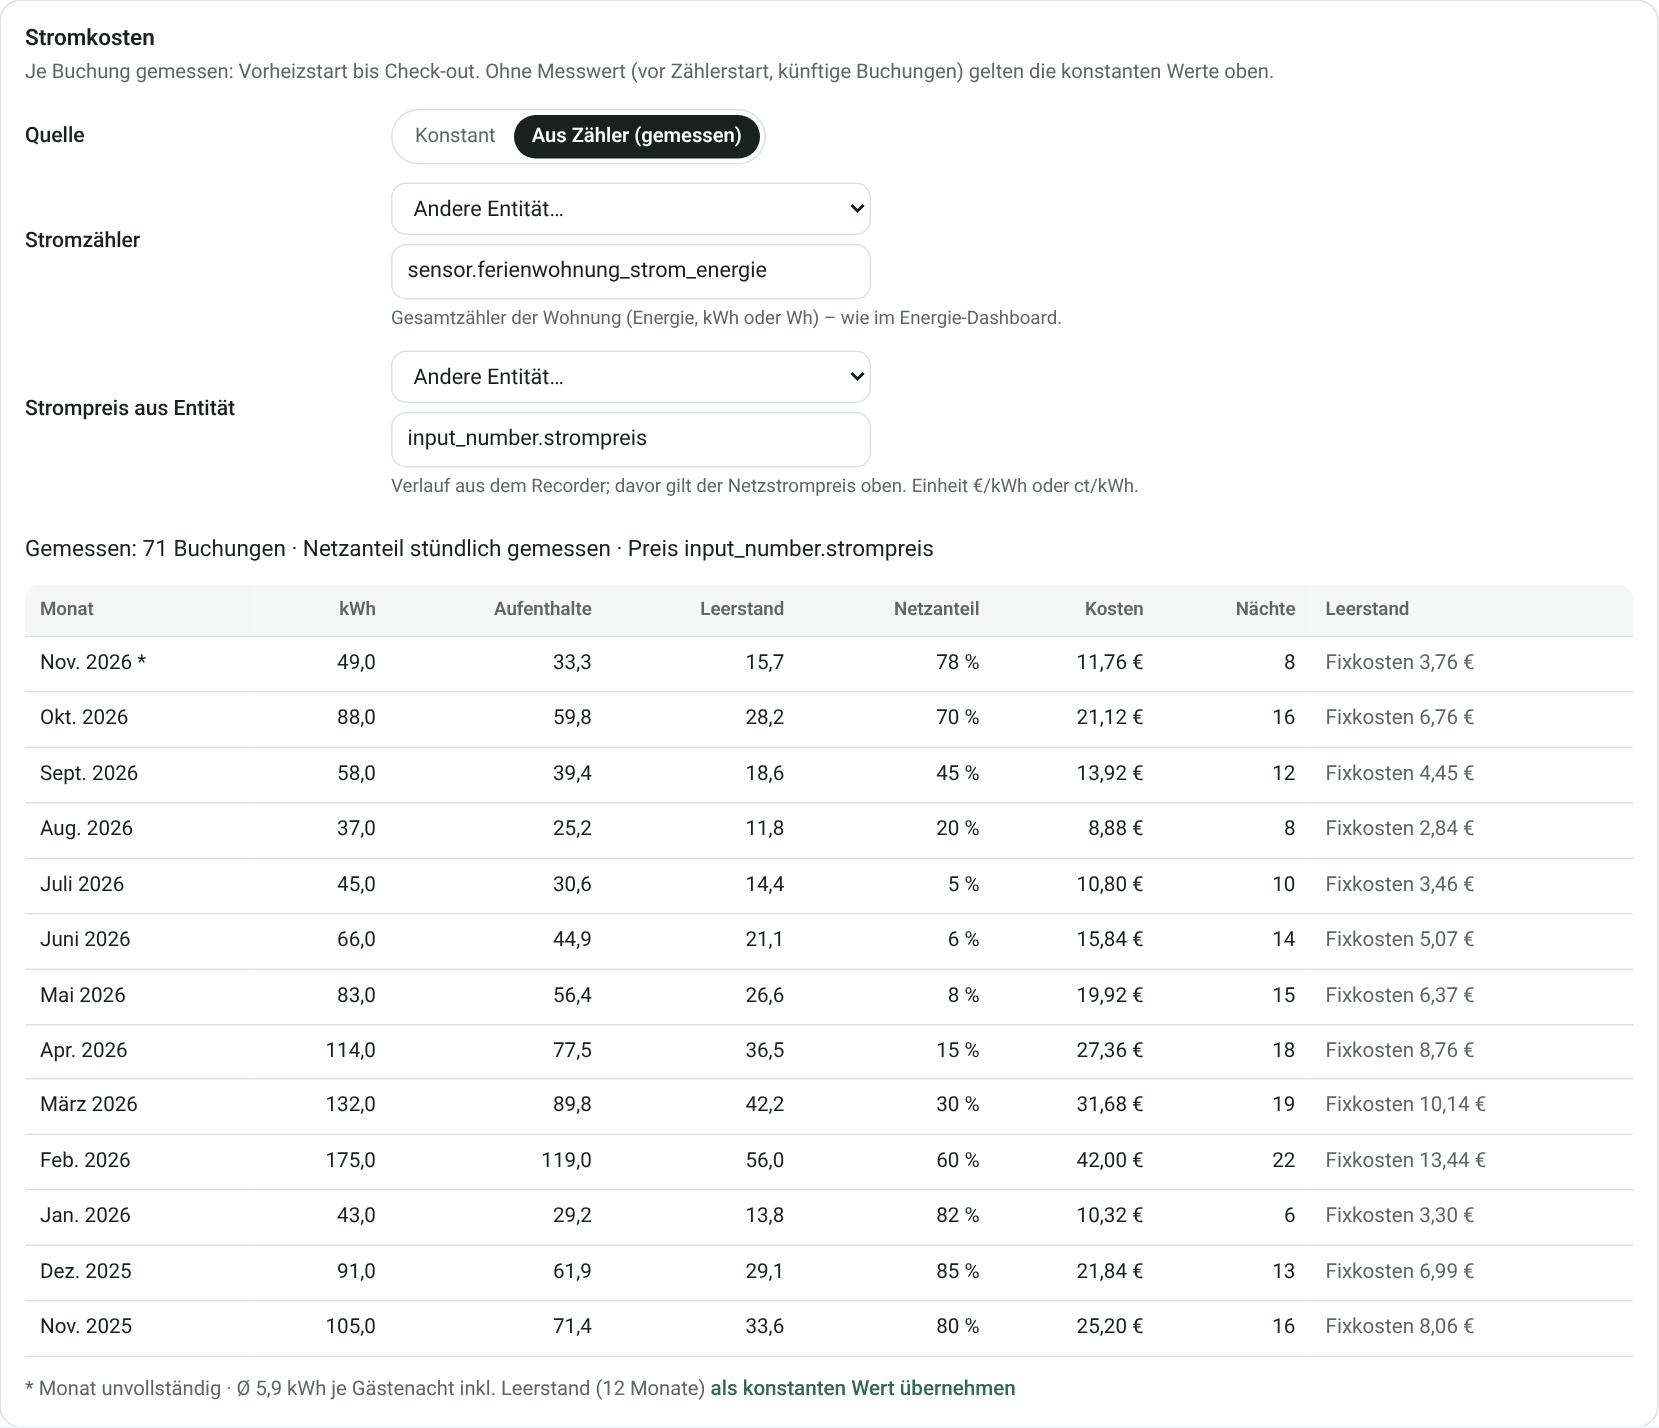 Stromkosten
Je Buchung gemessen: Vorheizstart bis Check-out. Ohne Messwert (vor Zählerstart, künftige Buchungen) gelten die konstanten Werte oben.
Quelle
Konstant Aus Zähler (gemessen)
Stromzähler
Andere Entität…
sensor.ferienwohnung_strom_energie
Gesamtzähler der Wohnung (Energie, kWh oder Wh) – wie im Energie-Dashboard.
Strompreis aus Entität
Andere Entität…
input_number.strompreis
Verlauf aus dem Recorder; davor gilt der Netzstrompreis oben. Einheit €/kWh oder ct/kWh.
Gemessen: 71 Buchungen · Netzanteil stündlich gemessen · Preis input_number.strompreis
Monat kWh Aufenthalte Leerstand Netzanteil Kosten Nächte Leerstand
Nov. 2026 * 49,0 33,3 15,7 78 % 11,76 € 8 Fixkosten 3,76 €
Okt. 2026 88,0 59,8 28,2 70 % 21,12 € 16 Fixkosten 6,76 €
Sept. 2026 58,0 39,4 18,6 45 % 13,92 € 12 Fixkosten 4,45 €
Aug. 2026 37,0 25,2 11,8 20 % 8,88 € 8 Fixkosten 2,84 €
Juli 2026 45,0 30,6 14,4 5 % 10,80 € 10 Fixkosten 3,46 €
Juni 2026 66,0 44,9 21,1 6 % 15,84 € 14 Fixkosten 5,07 €
Mai 2026 83,0 56,4 26,6 8 % 19,92 € 15 Fixkosten 6,37 €
Apr. 2026 114,0 77,5 36,5 15 % 27,36 € 18 Fixkosten 8,76 €
März 2026 132,0 89,8 42,2 30 % 31,68 € 19 Fixkosten 10,14 €
Feb. 2026 175,0 119,0 56,0 60 % 42,00 € 22 Fixkosten 13,44 €
Jan. 2026 43,0 29,2 13,8 82 % 10,32 € 6 Fixkosten 3,30 €
Dez. 2025 91,0 61,9 29,1 85 % 21,84 € 13 Fixkosten 6,99 €
Nov. 2025 105,0 71,4 33,6 80 % 25,20 € 16 Fixkosten 8,06 €
* Monat unvollständig · Ø 5,9 kWh je Gästenacht inkl. Leerstand (12 Monate) als konstanten Wert übernehmen